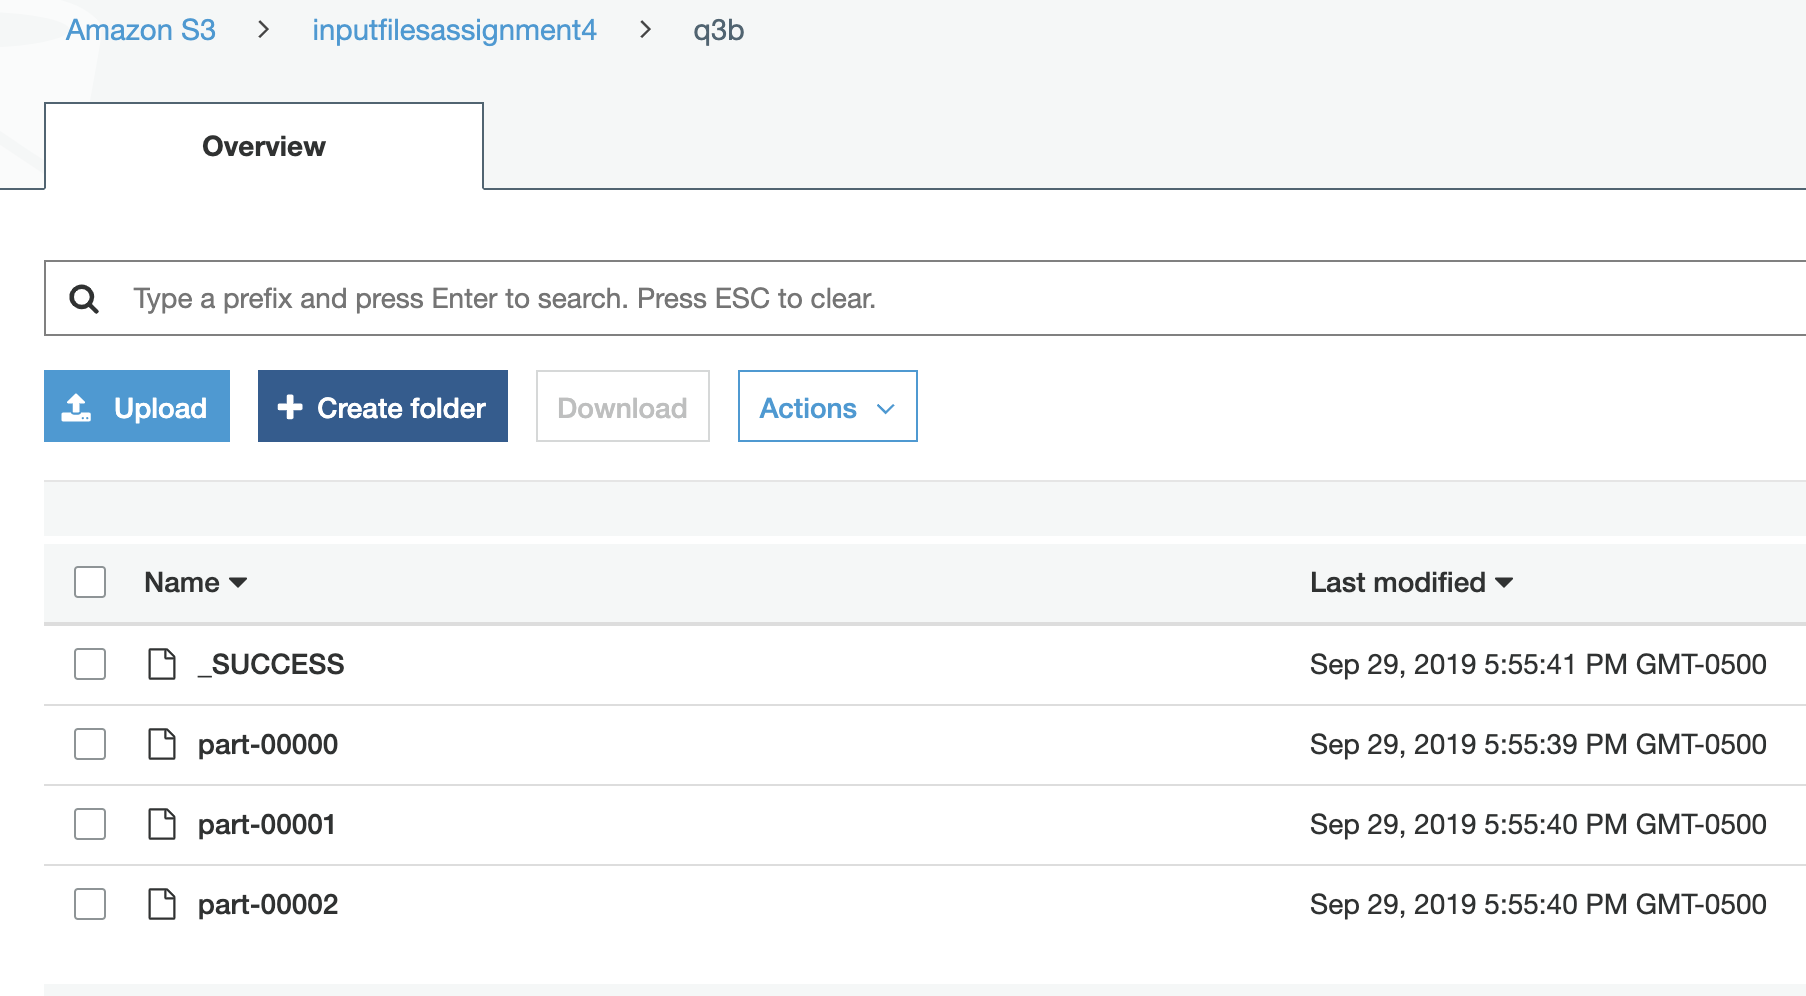 Amazon S3 > inputfilesassignment4 > q3b
Overview
Type a prefix and press Enter to search. Press ESC to clear.
Upload + Create folder Download Actions
Name Last modified
_SUCCESS Sep 29, 2019 5:55:41 PM GMT-0500
part-00000 Sep 29, 2019 5:55:39 PM GMT-0500
part-00001 Sep 29, 2019 5:55:40 PM GMT-0500
part-00002 Sep 29, 2019 5:55:40 PM GMT-0500